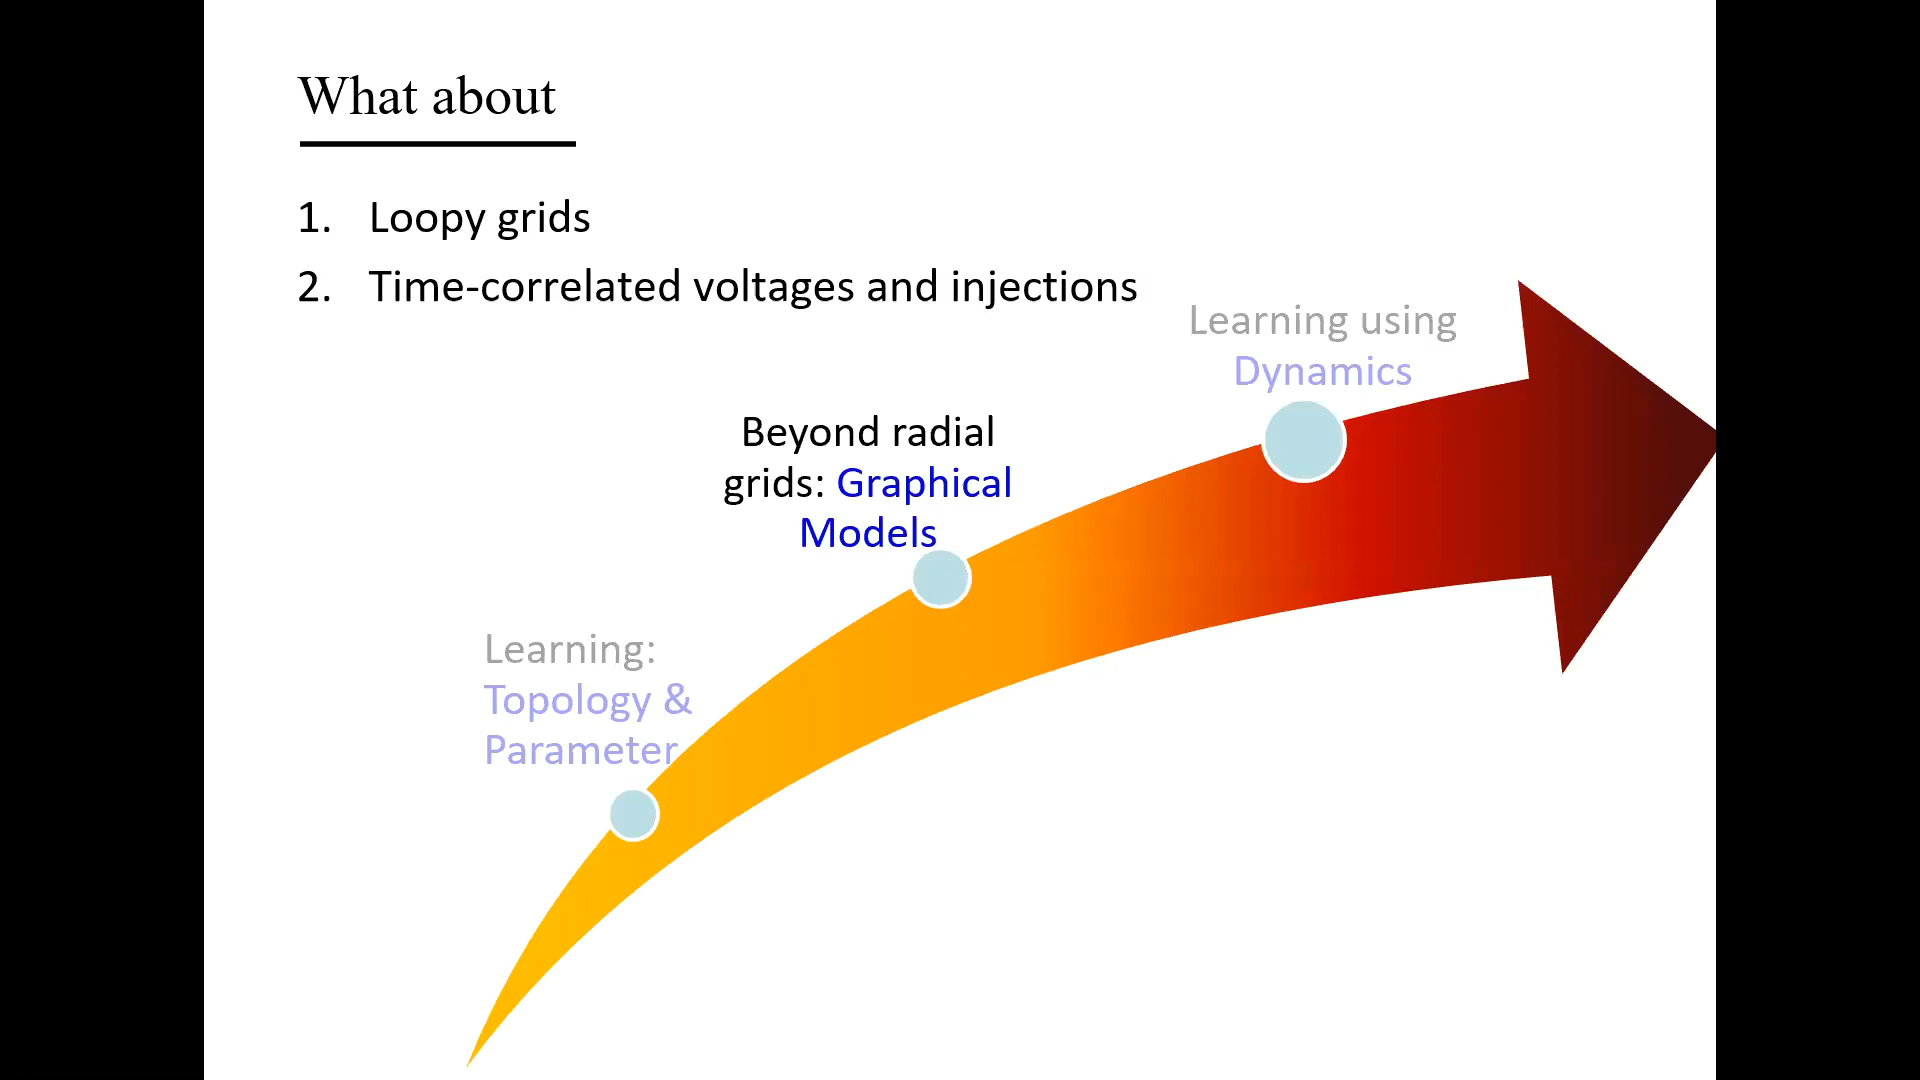 What about
1. Loopy grids
2. Time-correlated voltages and injections
Learning using
Dynamics
Beyond radial
grids: Graphical
Models
Learning:
Topology &
Parameter